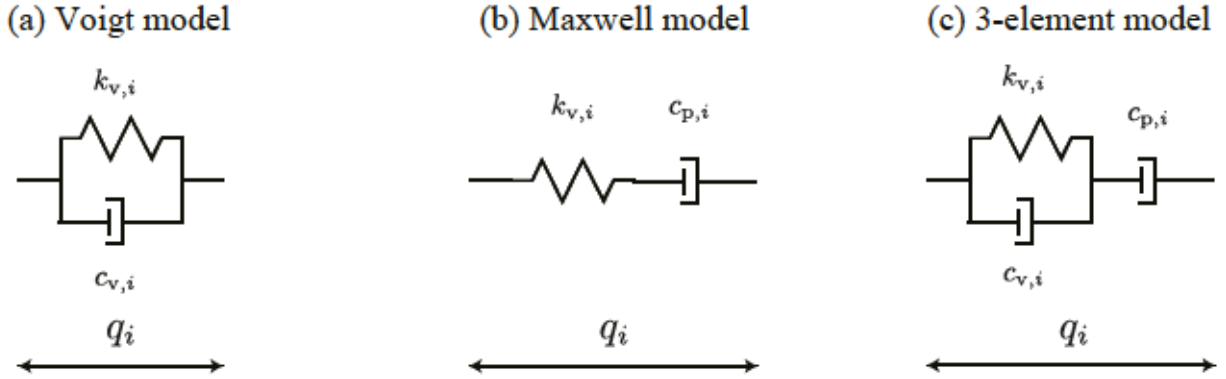 (a) Voigt model
(b) Maxwell model
(c) 3-element model
k_{v,i}
k_{v,i}
c_{p,i}
k_{v,i}
c_{p,i}
c_{v,i}
c_{v,i}
q_i
q_i
q_i